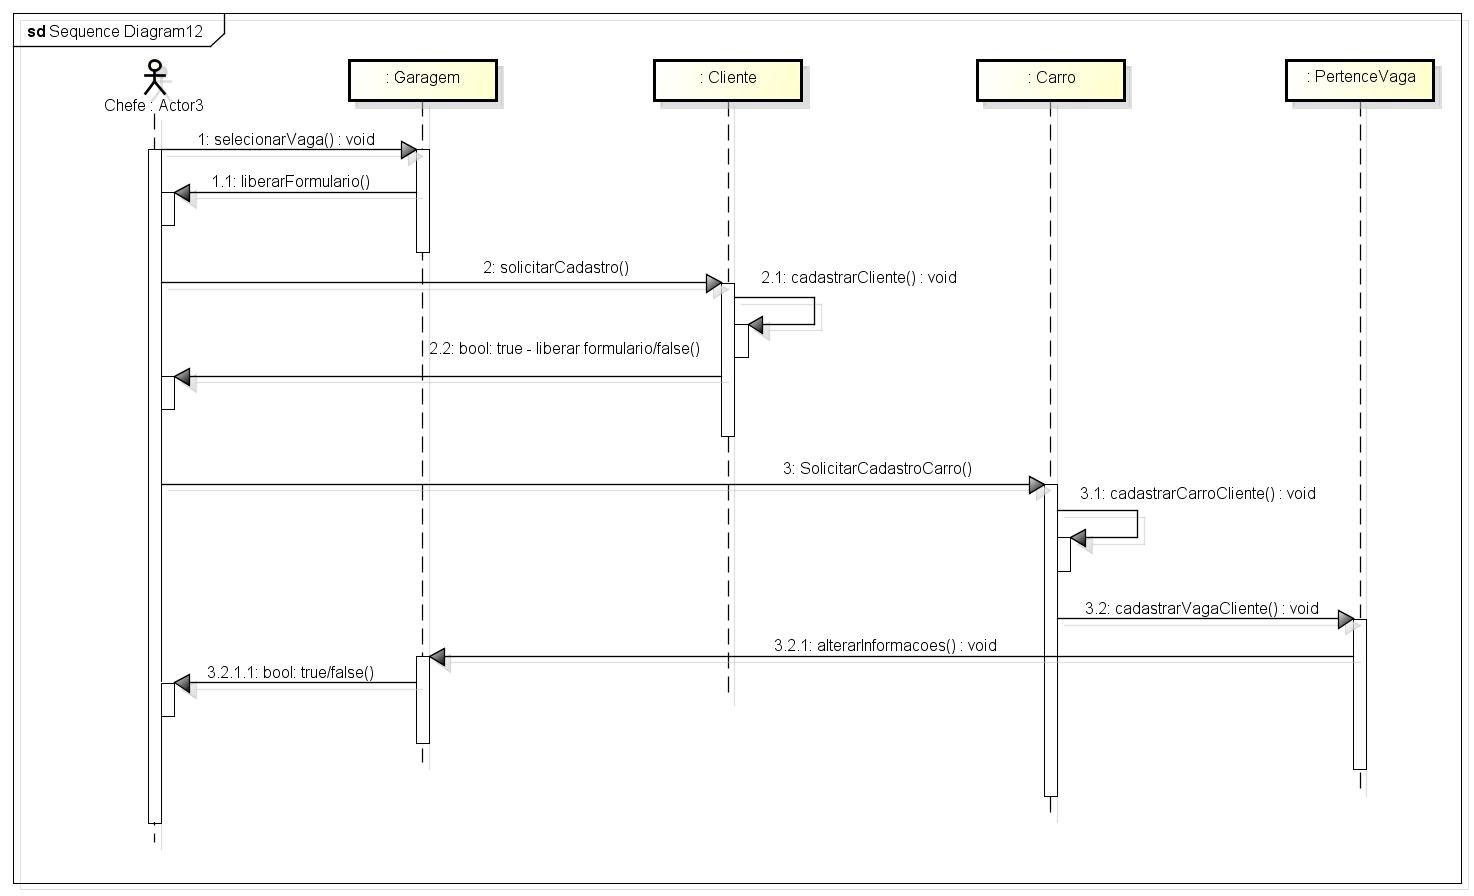 sd Sequence Diagram12
Chefe : Actor3
: Garagem
: Cliente
: Carro
: PertenceVaga
1: selecionarVaga() : void
1.1: liberarFormulario()
2: solicitarCadastro()
2.1: cadastrarCliente() : void
2.2: bool: true - liberar formulario/false()
3: SolicitarCadastroCarro()
3.1: cadastrarCarroCliente() : void
3.2: cadastrarVagaCliente() : void
3.2.1: alterarInformacoes() : void
3.2.1.1: bool: true/false()